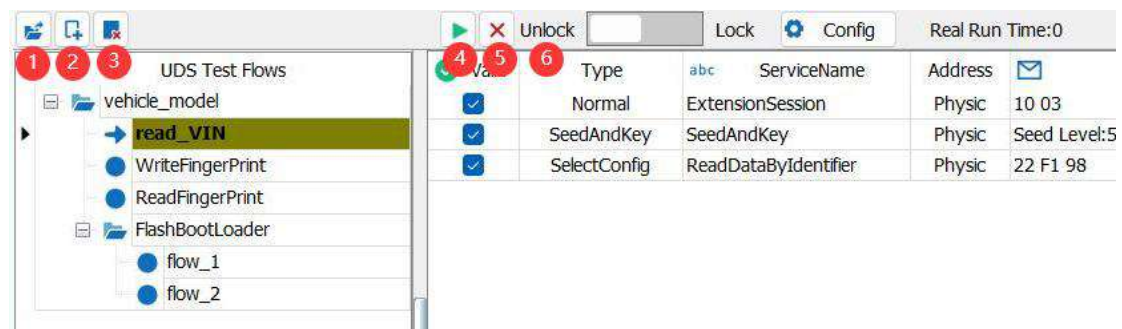 Unlock Lock Config Real Run Time:0
1 2 3 4 5 6
UDS Test Flows
Type abc ServiceName Address
vehicle_model
Normal ExtensionSession Physic 10 03
read_VIN
SeedAndKey SeedAndKey Physic Seed Level:5
WriteFingerPrint
SelectConfig ReadDataByIdentifier Physic 22 F1 98
ReadFingerPrint
FlashBootLoader
flow_1
flow_2